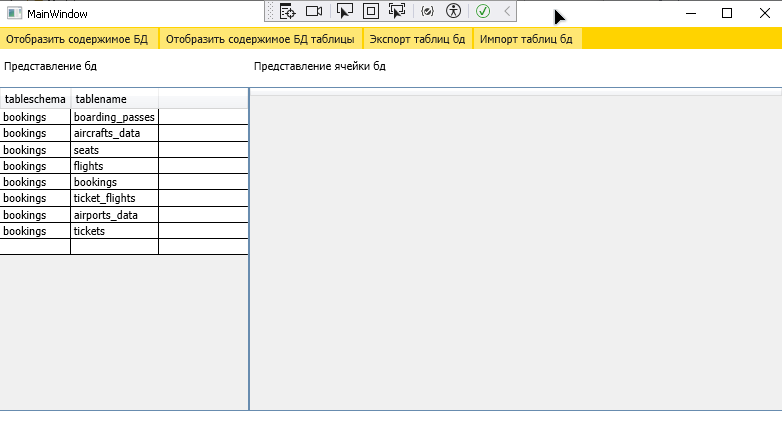 MainWindow
Отобразить содержимое БД Отобразить содержимое БД таблицы Экспорт таблиц бд Импорт таблиц бд
Представление бд Представление ячейки бд
tableschema tablename
bookings boarding_passes
bookings aircrafts_data
bookings seats
bookings flights
bookings bookings
bookings ticket_flights
bookings airports_data
bookings tickets